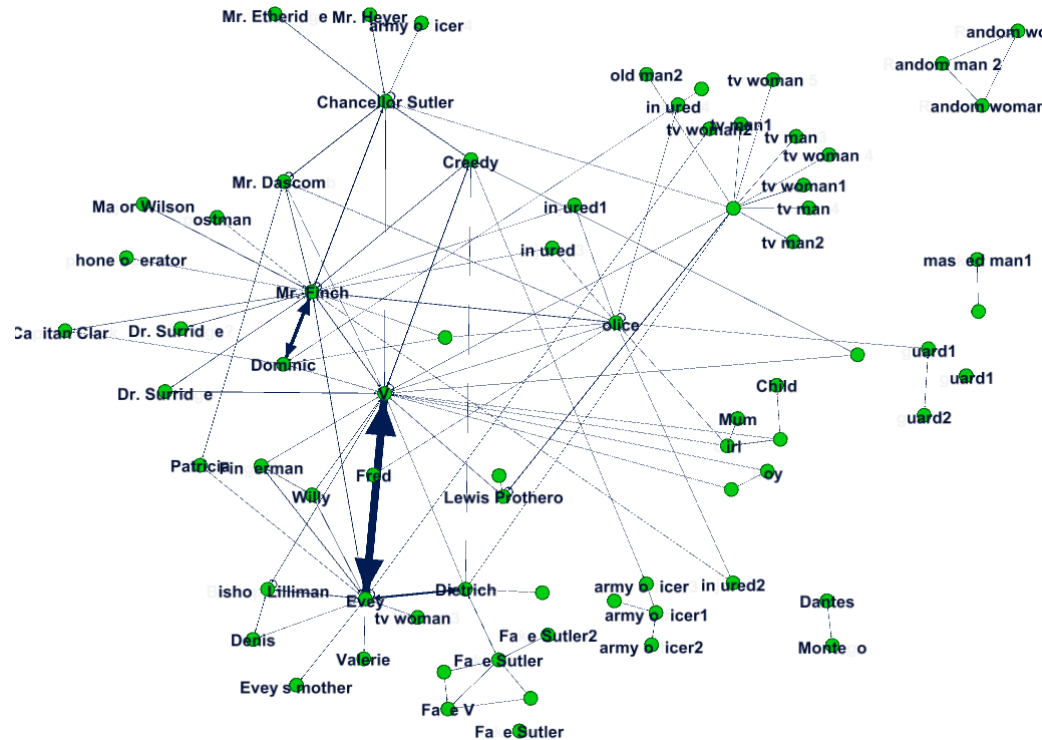 Mr. Etherid e
Mr. Heyer
army o icer
andom wo
andom man 2
andom woman
old man2
tv woman
in ured
tv woman2
tv man1
tv man
tv woman
tv woman1
tv man
tv man2
Chancellor Sutler
Creedy
Mr. Dascom
Ma or Wilson
ostman
in ured1
in ured
hone o erator
mas ed man1
Mr. Finch
olice
Ca itan Clar
Dr. Surrid e
Dominic
uard1
uard1
uard2
Dr. Surrid e
V
Child
Mum
irl
oy
Patricia
in erman
Willy
Fred
Lewis Prothero
isho Lilliman
Evey
Dietrich
tv woman
army o icer
in ured2
army o icer1
army o icer2
Dantes
Monte o
Denis
Valerie
Evey s mother
Fa e Sutler2
Fa e Sutler
Fa e V
Fa e Sutler